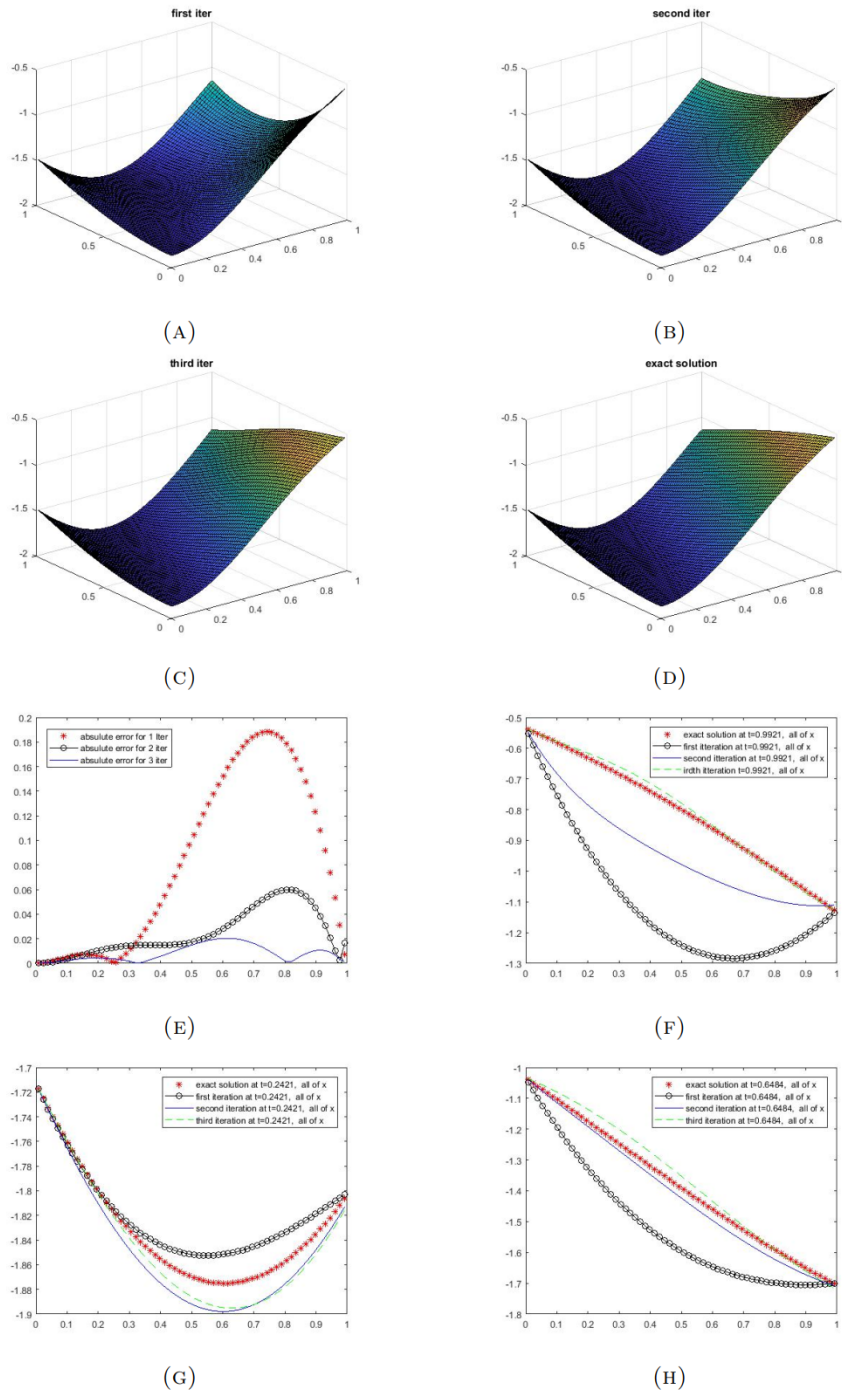 first iter
second iter
-0.5
-1
-1.5
-2
1
0.5
0
0
0.2
0.4
0.6
0.8
1
-0.5
-1
-1.5
-2
1
0.5
0
0
0.2
0.4
0.6
0.8
(A)
(B)
third iter
exact solution
-0.5
-1
-1.5
-2
1
0.5
0
0
0.2
0.4
0.6
0.8
1
-0.5
-1
-1.5
-2
1
0.5
0
0
0.2
0.4
0.6
0.8
(C)
(D)
0.2
0.18
0.16
0.14
0.12
0.1
0.08
0.06
0.04
0.02
0
absulute error for 1 Iter
absolute error for 2 iter
absolute error for 3 iter
0 0.1 0.2 0.3 0.4 0.5 0.6 0.7 0.8 0.9 1
-0.5
-0.6
-0.7
-0.8
-0.9
-1
-1.1
-1.2
-1.3
exact solution at t=0.9921, all of x
first itteration at t=0.9921, all of x
second itteration at t=0.9921, all of x
irdth itteration t=0.9921, all of x
0 0.1 0.2 0.3 0.4 0.5 0.6 0.7 0.8 0.9 1
(E)
(F)
-1.7
-1.72
-1.74
-1.76
-1.78
-1.8
-1.82
-1.84
-1.86
-1.88
-1.9
exact solution at t=0.2421, all of x
first iteration at t=0.2421, all of x
second iteration at t=0.2421, all of x
third iteration at t=0.2421, all of x
0 0.1 0.2 0.3 0.4 0.5 0.6 0.7 0.8 0.9 1
-1
-1.1
-1.2
-1.3
-1.4
-1.5
-1.6
-1.7
-1.8
exact solution at t=0.6484, all of x
first iteration at t=0.6484, all of x
second iteration at t=0.6484, all of x
third iteration at t=0.6484, all of x
0 0.1 0.2 0.3 0.4 0.5 0.6 0.7 0.8 0.9 1
(G)
(H)